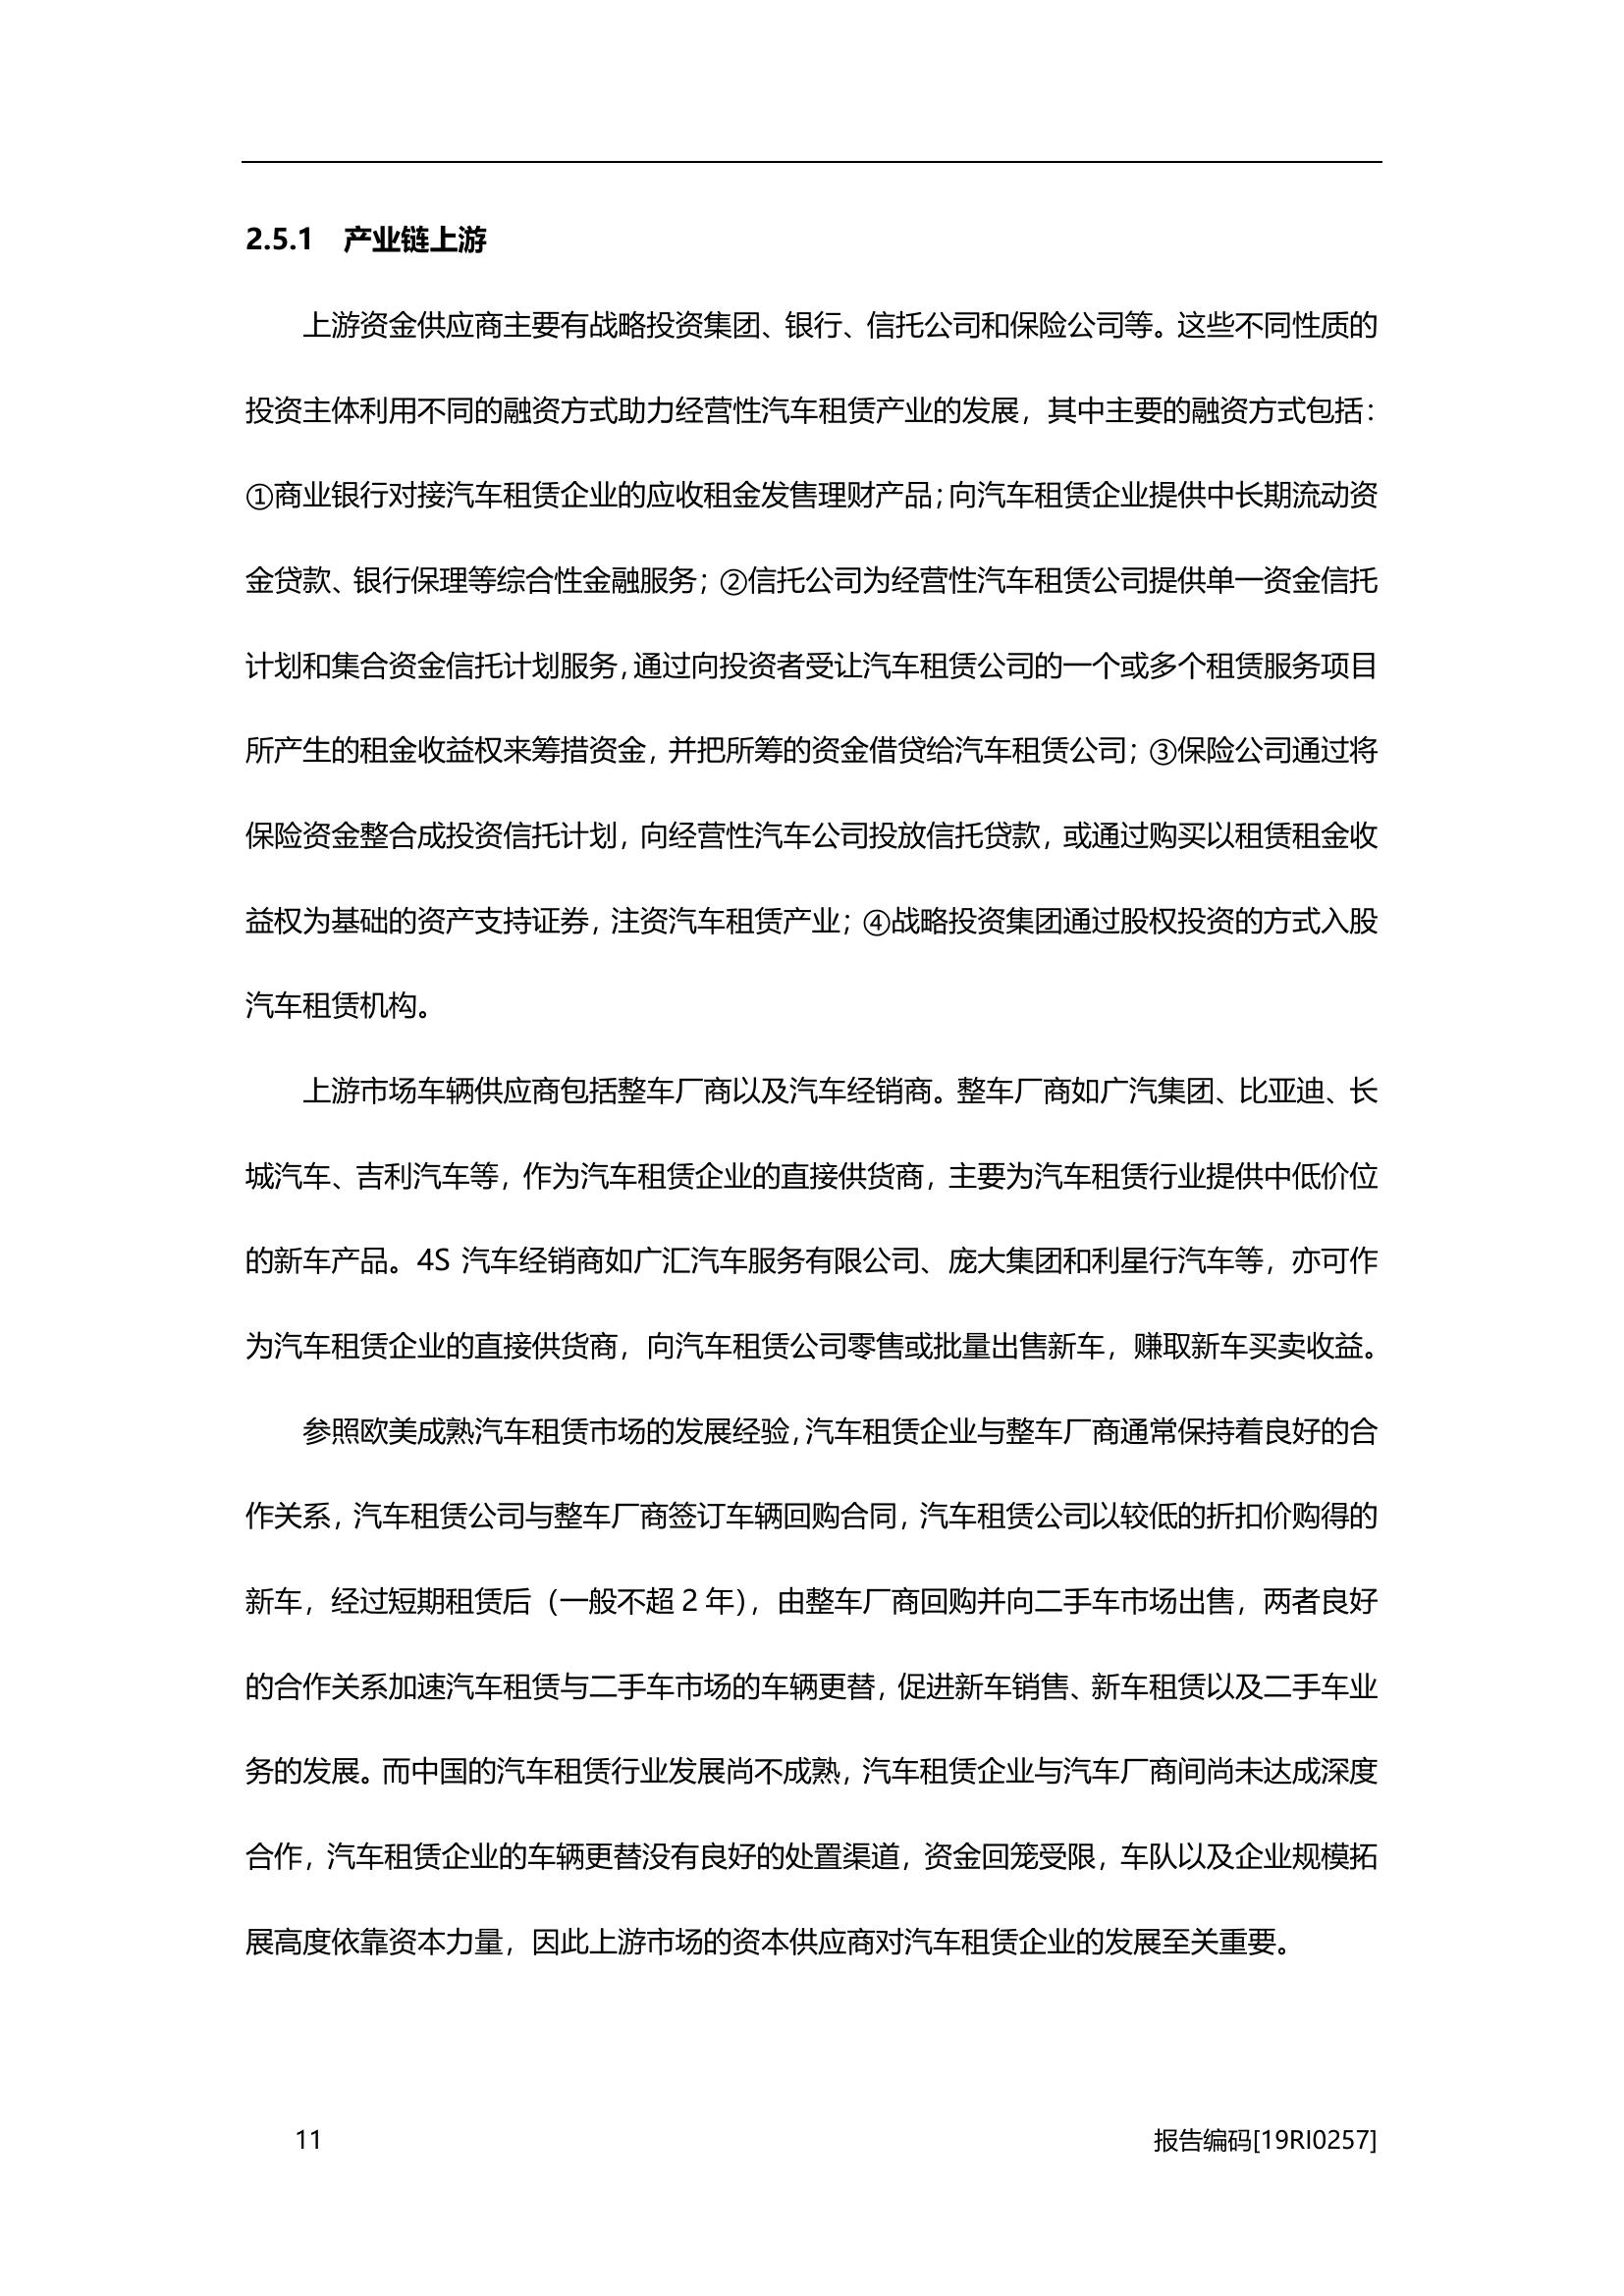 2.5.1 产业链上游
上游资金供应商主要有战略投资集团、银行、信托公司和保险公司等。这些不同性质的
投资主体利用不同的融资方式助力经营性汽车租赁产业的发展，其中主要的融资方式包括：
①商业银行对接汽车租赁企业的应收租金发售理财产品；向汽车租赁企业提供中长期流动资
金贷款、银行保理等综合性金融服务；②信托公司为经营性汽车租赁公司提供单一资金信托
计划和集合资金信托计划服务，通过向投资者受让汽车租赁公司的一个或多个租赁服务项目
所产生的租金收益权来筹措资金，并把所筹的资金借贷给汽车租赁公司；③保险公司通过将
保险资金整合成投资信托计划，向经营性汽车公司投放信托贷款，或通过购买以租赁租金收
益权为基础的资产支持证券，注资汽车租赁产业；④战略投资集团通过股权投资的方式入股
汽车租赁机构。
上游市场车辆供应商包括整车厂商以及汽车经销商。整车厂商如广汽集团、比亚迪、长
城汽车、吉利汽车等，作为汽车租赁企业的直接供货商，主要为汽车租赁行业提供中低价位
的新车产品。4S 汽车经销商如广汇汽车服务有限公司、庞大集团和利星行汽车等，亦可作
为汽车租赁企业的直接供货商，向汽车租赁公司零售或批量出售新车，赚取新车买卖收益。
参照欧美成熟汽车租赁市场的发展经验，汽车租赁企业与整车厂商通常保持着良好的合
作关系，汽车租赁公司与整车厂商签订车辆回购合同，汽车租赁公司以较低的折扣价购得的
新车，经过短期租赁后（一般不超 2 年），由整车厂商回购并向二手车市场出售，两者良好
的合作关系加速汽车租赁与二手车市场的车辆更替，促进新车销售、新车租赁以及二手车业
务的发展。而中国的汽车租赁行业发展尚不成熟，汽车租赁企业与汽车厂商间尚未达成深度
合作，汽车租赁企业的车辆更替没有良好的处置渠道，资金回笼受限，车队以及企业规模拓
展高度依靠资本力量，因此上游市场的资本供应商对汽车租赁企业的发展至关重要。
11 报告编码[19RI0257]